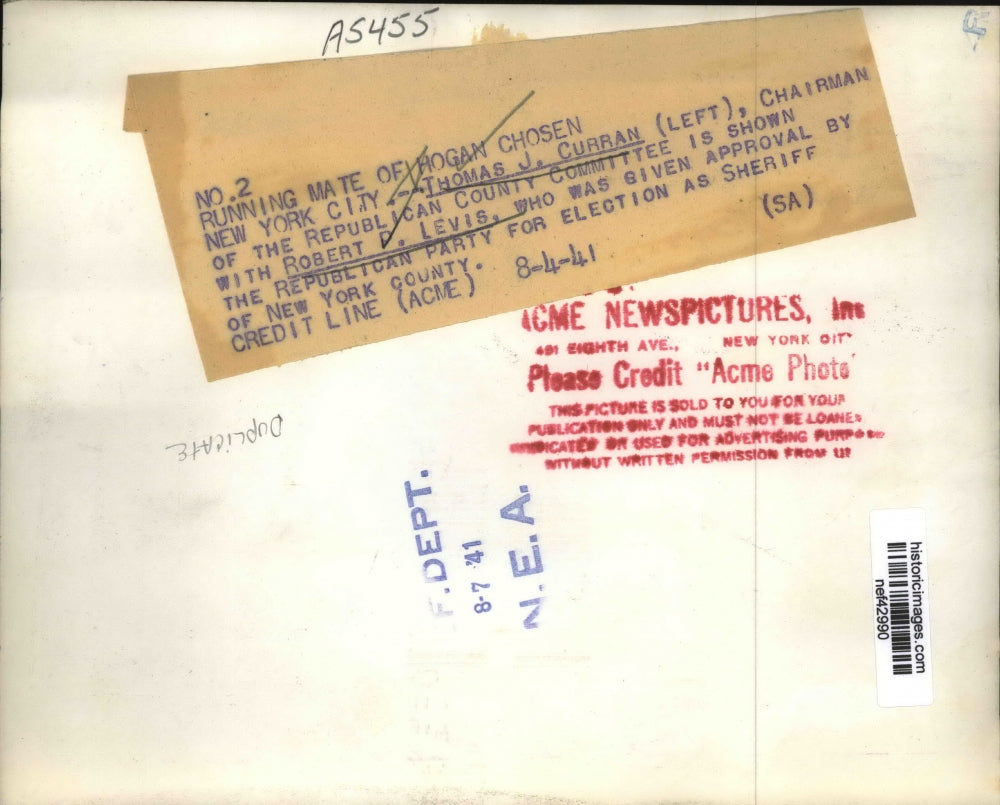 AS455
NO.2
RUNNING MATE OF HOGAN CHOSEN
NEW YORK CITY.--THOMAS J. CURRAN (LEFT), CHAIRMAN
OF THE REPUBLICAN COUNTY COMMITTEE IS SHOWN
WITH ROBERT P. LEVIS, WHO WAS GIVEN APPROVAL BY
THE REPUBLICAN PARTY FOR ELECTION AS SHERIFF
OF NEW YORK COUNTY.
CREDIT LINE (ACME) 8-4-41 (SA)
ACME NEWSPICTURES, Inc
461 EIGHTH AVE., NEW YORK CITY
Please Credit "Acme Photo"
THIS PICTURE IS SOLD TO YOU FOR YOUR
PUBLICATION ONLY AND MUST NOT BE LOANED
SYNDICATED OR USED FOR ADVERTISING PURPOSE
WITHOUT WRITTEN PERMISSION FROM US
DUPLICATE
F. DEPT.
8-7 '41
N.E.A.
historicimages.com
nef42990